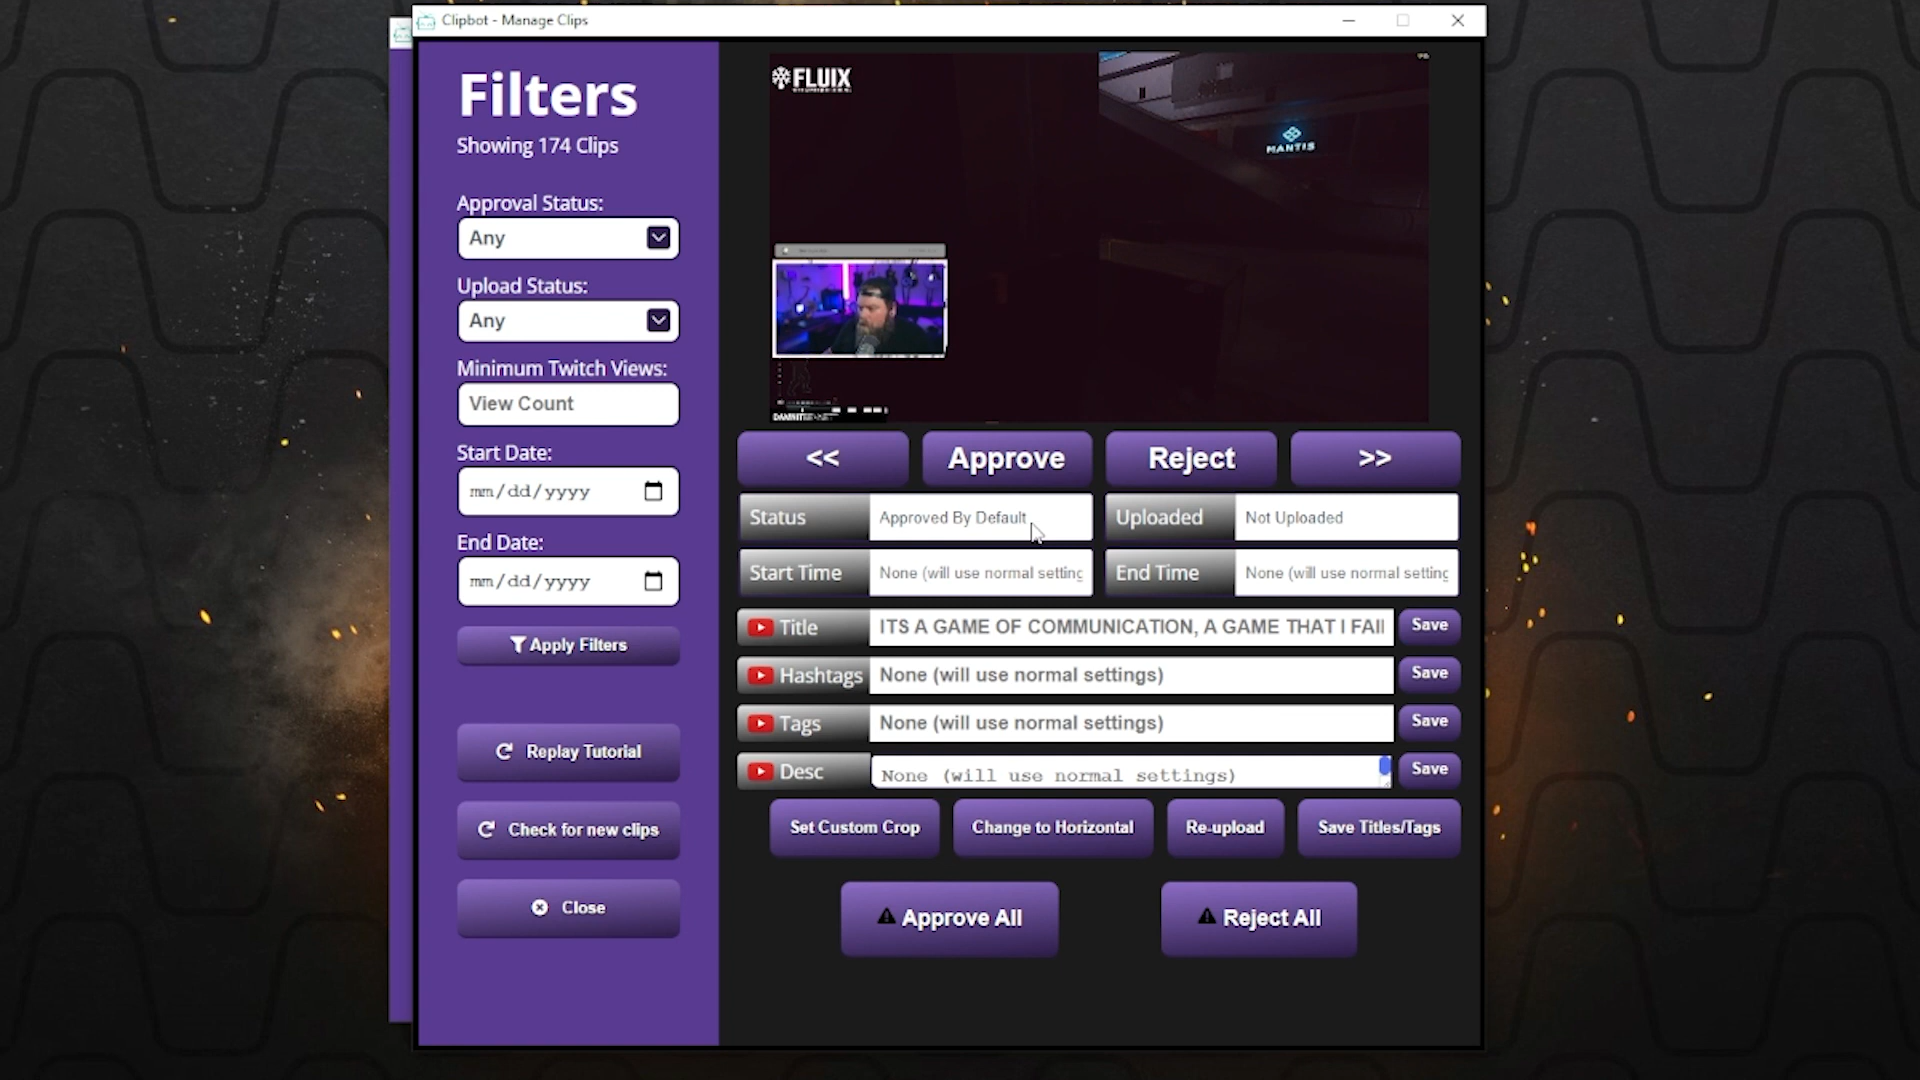 Clipbot - Manage Clips
Filters
Showing 174 Clips
Approval Status:
Any
Upload Status:
Any
Minimum Twitch Views:
View Count
Start Date:
mm/dd/yyyy
End Date:
mm/dd/yyyy
Apply Filters
Replay Tutorial
Check for new clips
Close
FLUIX
MANTIS
<<
Approve
Reject
>>
Status
Approved By Default
Uploaded
Not Uploaded
Start Time
None (will use normal setting
End Time
None (will use normal setting
Title
ITS A GAME OF COMMUNICATION, A GAME THAT I FAI
Save
Hashtags
None (will use normal settings)
Save
Tags
None (will use normal settings)
Save
Desc
None (will use normal settings)
Save
Set Custom Crop
Change to Horizontal
Re-upload
Save Titles/Tags
Approve All
Reject All